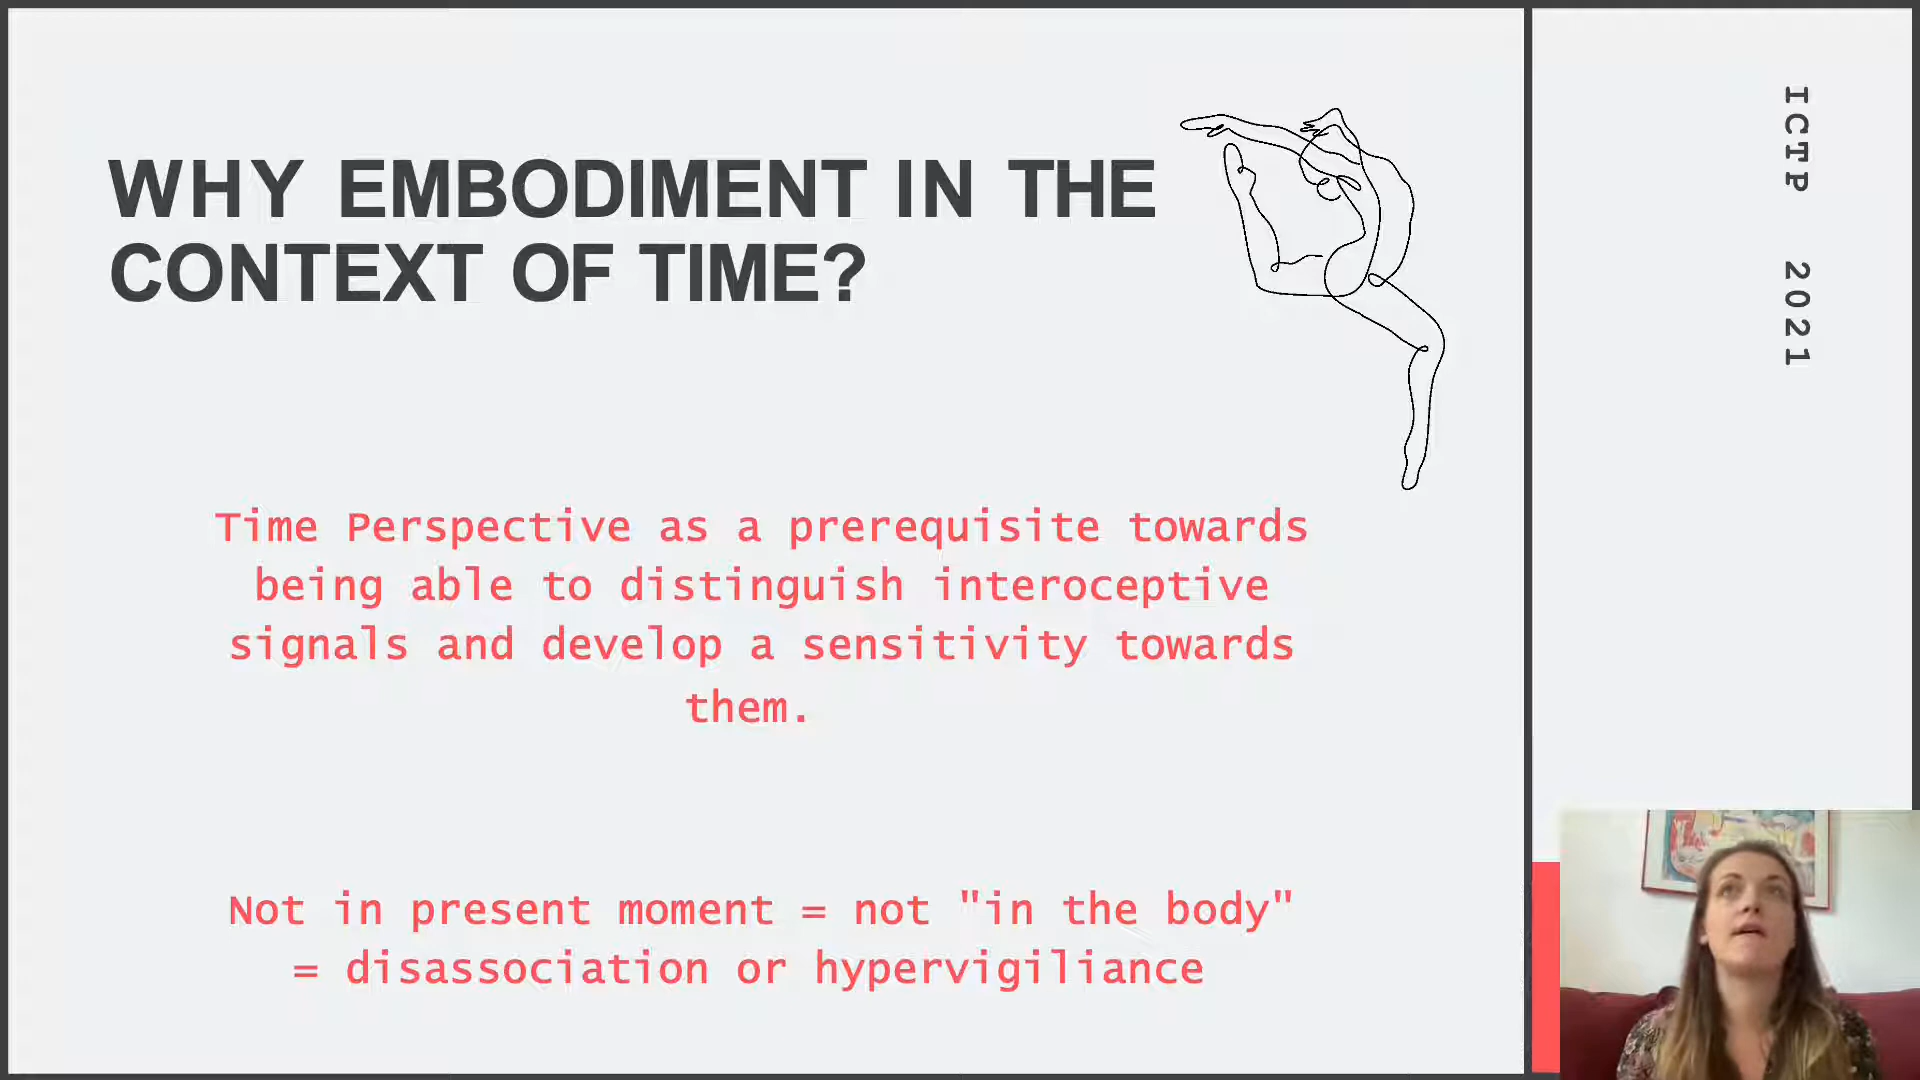 WHY EMBODIMENT IN THE
CONTEXT OF TIME?
Time Perspective as a prerequisite towards
being able to distinguish interoceptive
signals and develop a sensitivity towards
them.
Not in present moment = not "in the body"
= disassociation or hypervigiliance
ICTP 2021